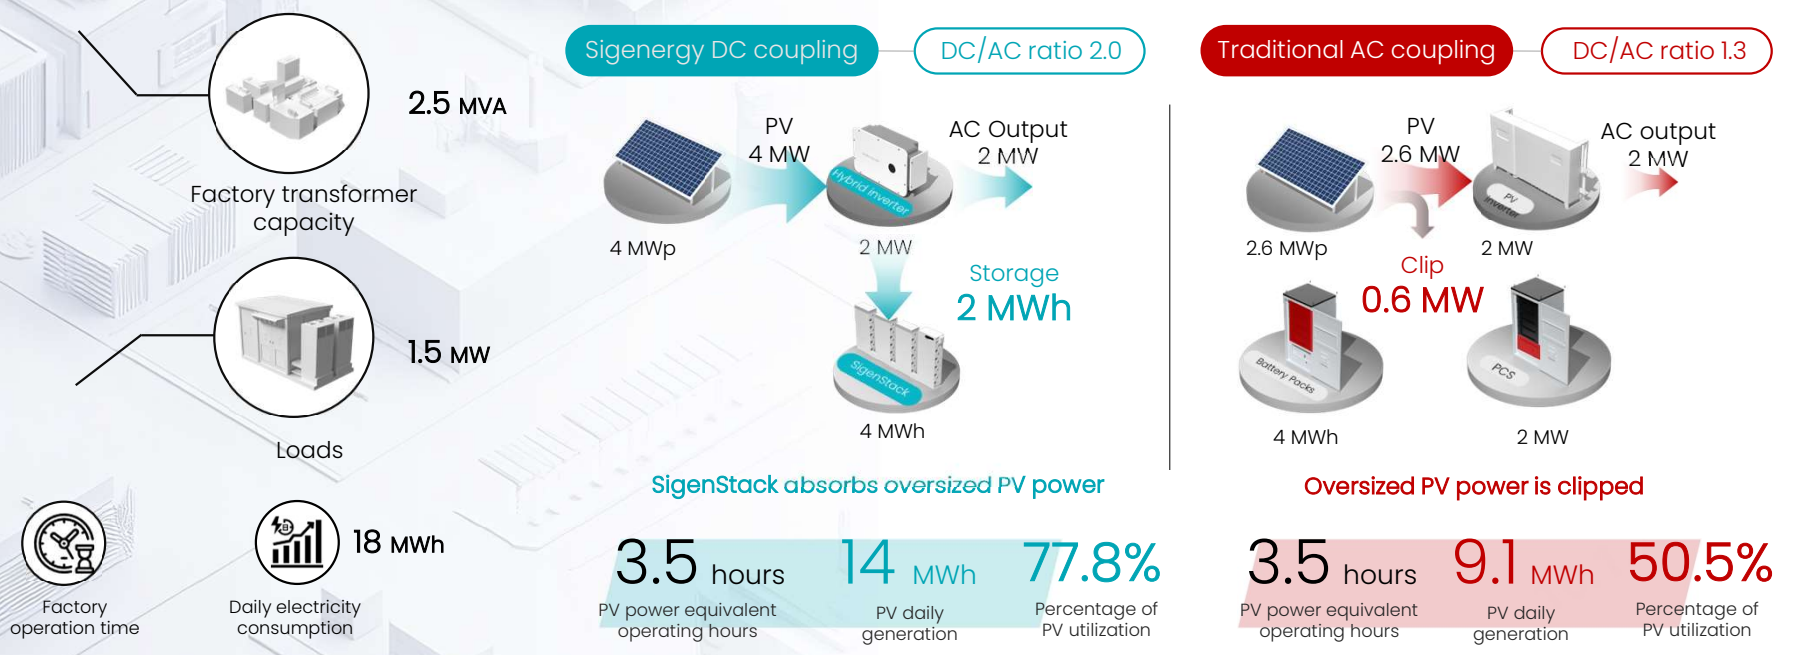 2.5 MVA
Factory transformer
capacity
1.5 MW
Loads
Factory
operation time
18 MWh
Daily electricity
consumption
Sigenergy DC coupling
DC/AC ratio 2.0
PV
4 MW
AC Output
2 MW
Hybrid inverter
4 MWp
2 MW
Storage
2 MWh
SigenStack
4 MWh
SigenStack absorbs oversized PV power
3.5 hours
PV power equivalent
operating hours
14 MWh
PV daily
generation
77.8%
Percentage of
PV utilization
Traditional AC coupling
DC/AC ratio 1.3
PV
2.6 MW
AC output
2 MW
PV
inverter
2.6 MWp
2 MW
Clip
0.6 MW
Battery Packs
PCS
4 MWh
2 MW
Oversized PV power is clipped
3.5 hours
PV power equivalent
operating hours
9.1 MWh
PV daily
generation
50.5%
Percentage of
PV utilization